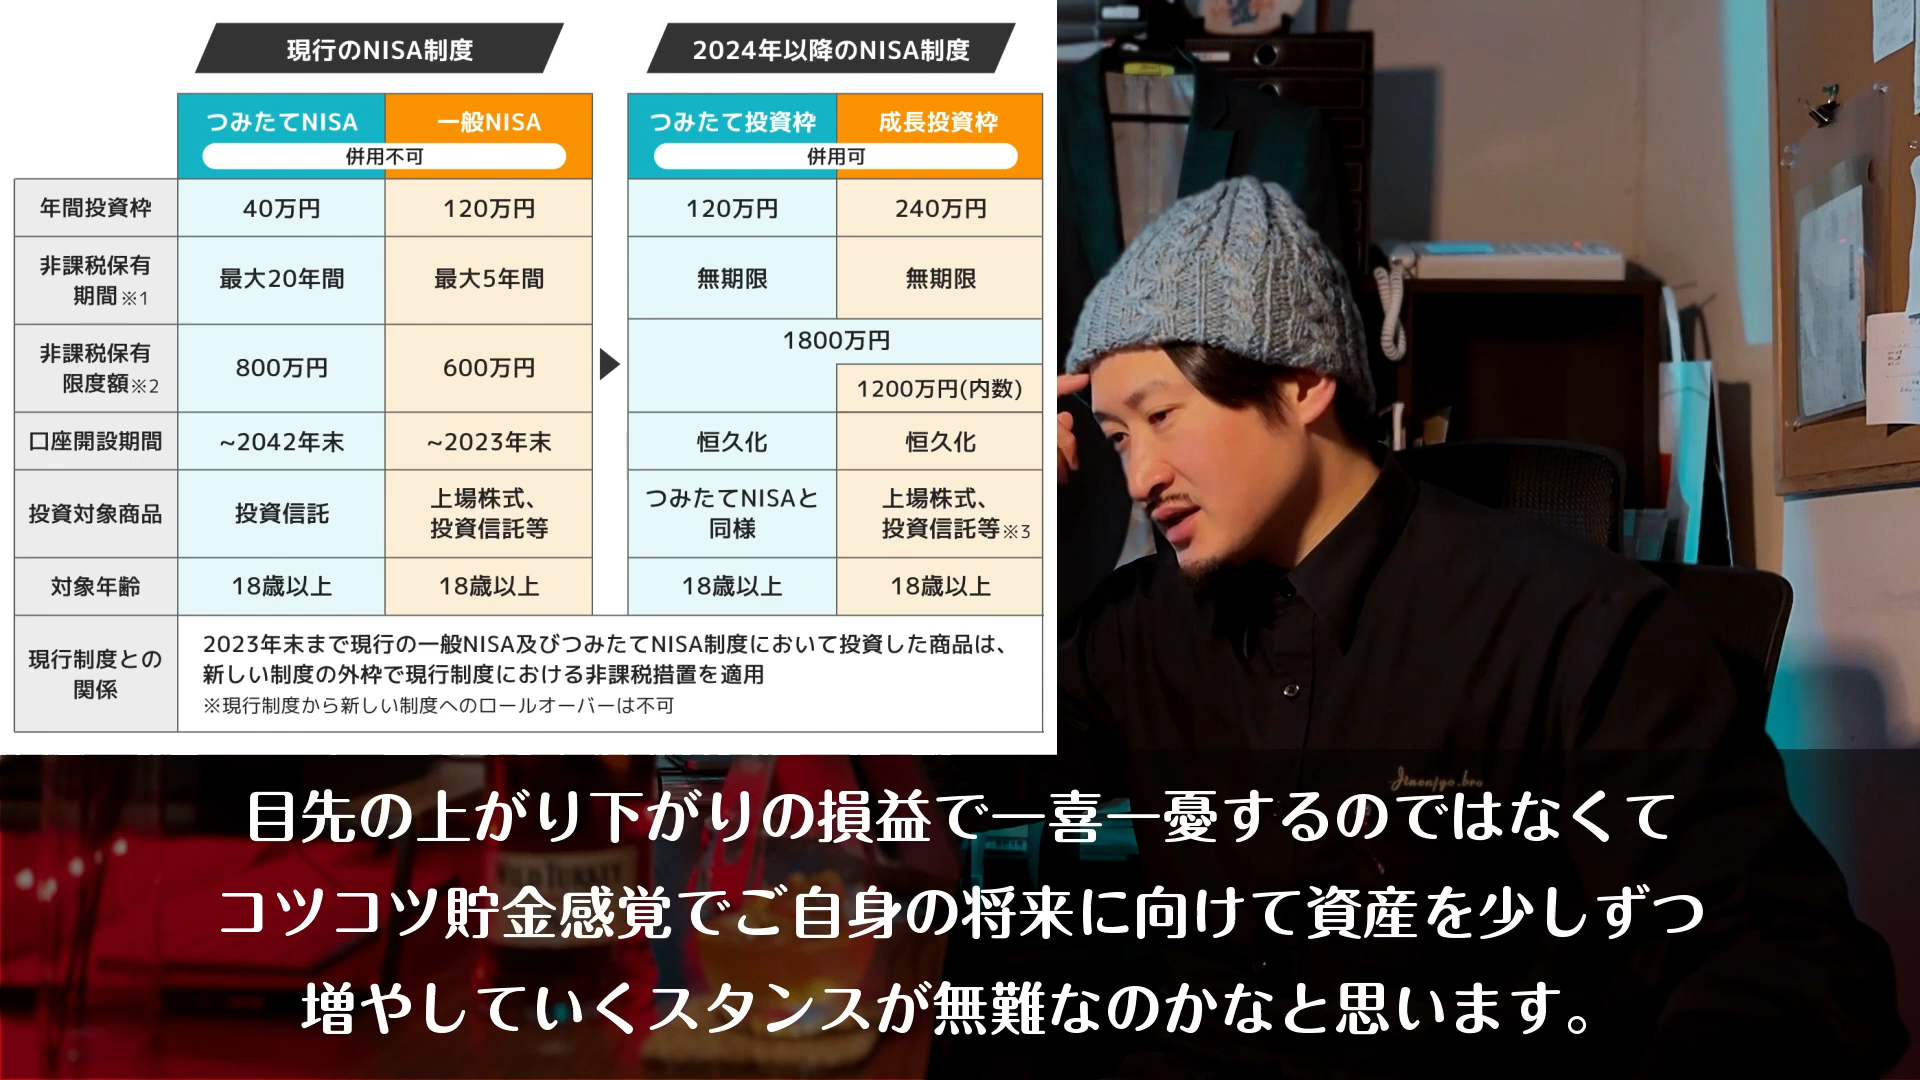 現行のNISA制度
2024年以降のNISA制度
つみたてNISA
一般NISA
併用不可
つみたて投資枠
成長投資枠
併用可
年間投資枠
40万円
120万円
120万円
240万円
非課税保有
期間※1
最大20年間
最大5年間
無期限
無期限
非課税保有
限度額※2
800万円
600万円
1800万円
1200万円(内数)
口座開設期間
~2042年末
~2023年末
恒久化
恒久化
投資対象商品
投資信託
上場株式、
投資信託等
つみたてNISAと
同様
上場株式、
投資信託等※3
対象年齢
18歳以上
18歳以上
18歳以上
18歳以上
現行制度との
関係
2023年末まで現行の一般NISA及びつみたてNISA制度において投資した商品は、
新しい制度の外枠で現行制度における非課税措置を適用
※現行制度から新しい制度へのロールオーバーは不可
目先の上がり下がりの損益で一喜一憂するのではなくて
コツコツ貯金感覚でご自身の将来に向けて資産を少しずつ
増やしていくスタンスが無難なのかなと思います。